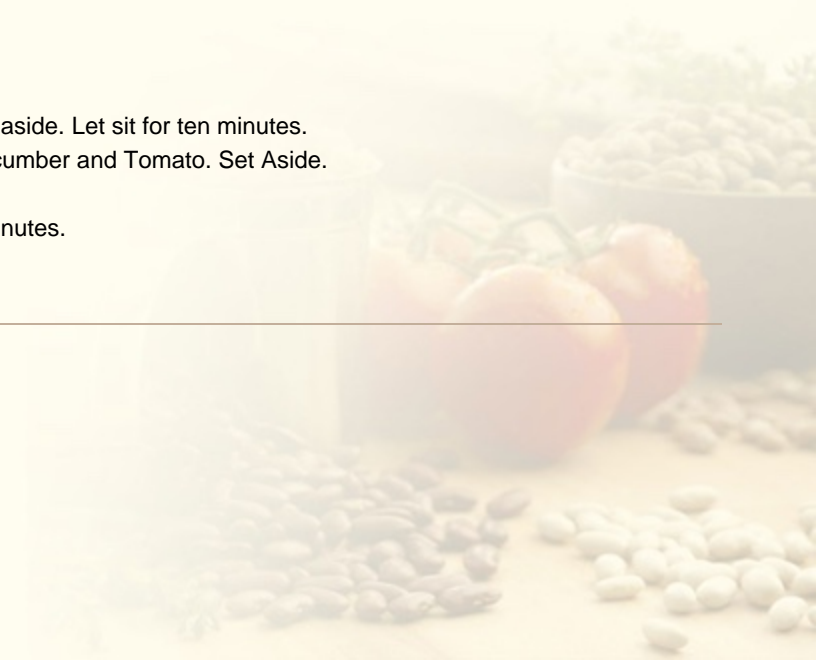 aside. Let sit for ten minutes.
cumber and Tomato. Set Aside.
nutes.